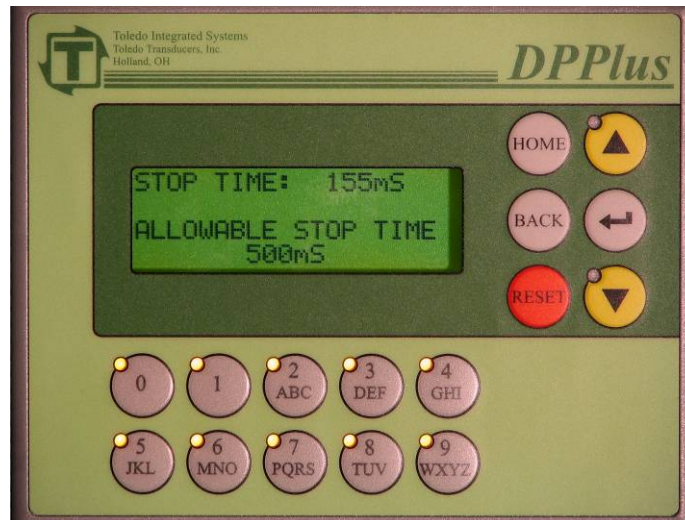 T
Toledo Integrated Systems
Toledo Transducers, Inc.
Holland, OH
DPPlus
STOP TIME: 155mS
ALLOWABLE STOP TIME
500mS
HOME
BACK
RESET
0
1
2
ABC
3
DEF
4
GHI
5
JKL
6
MNO
7
PQRS
8
TUV
9
WXYZ